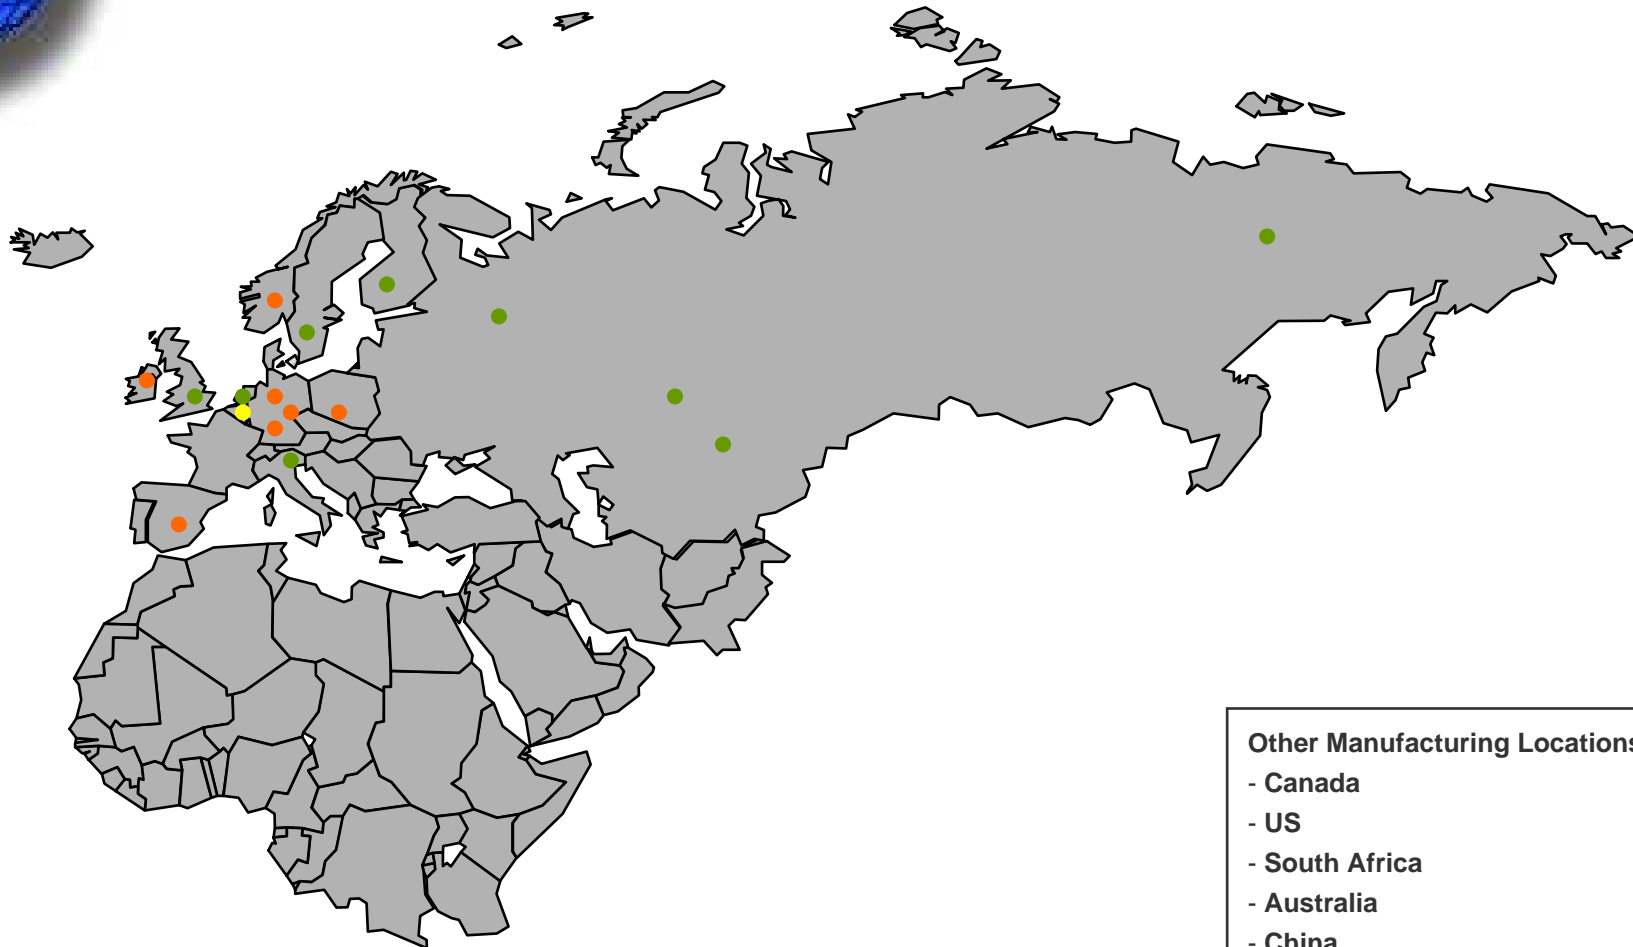 Other Manufacturing Locations
- Canada
- US
- South Africa
- Australia
- China